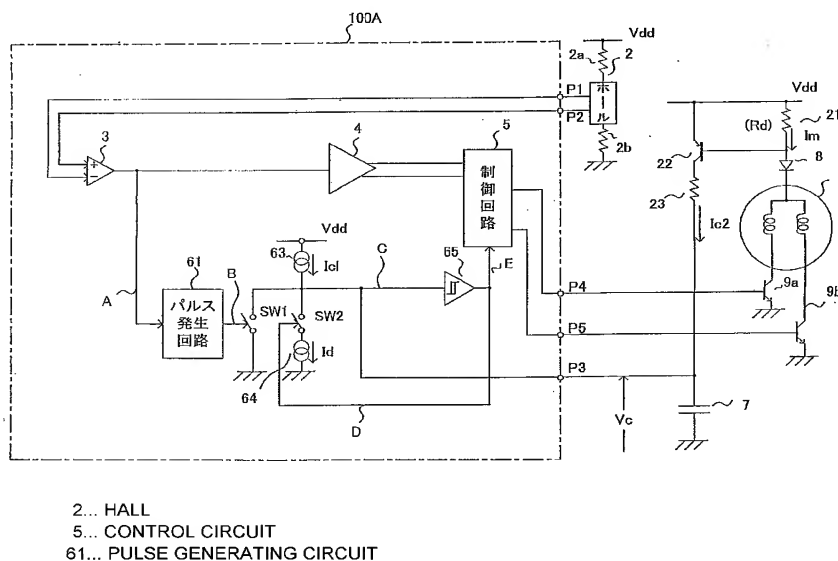 100A
Vdd
2a
2
P1
P2
ホール
2b
Vdd
21
(Rd)
Im
22
8
23
Ic2
3
4
5
制御回路
63
Vdd
Ic1
C
65
E
61
A
B
パルス発生回路
SW1
SW2
Id
64
D
P4
9a
P5
P3
Vc
7
2... HALL
5... CONTROL CIRCUIT
61... PULSE GENERATING CIRCUIT